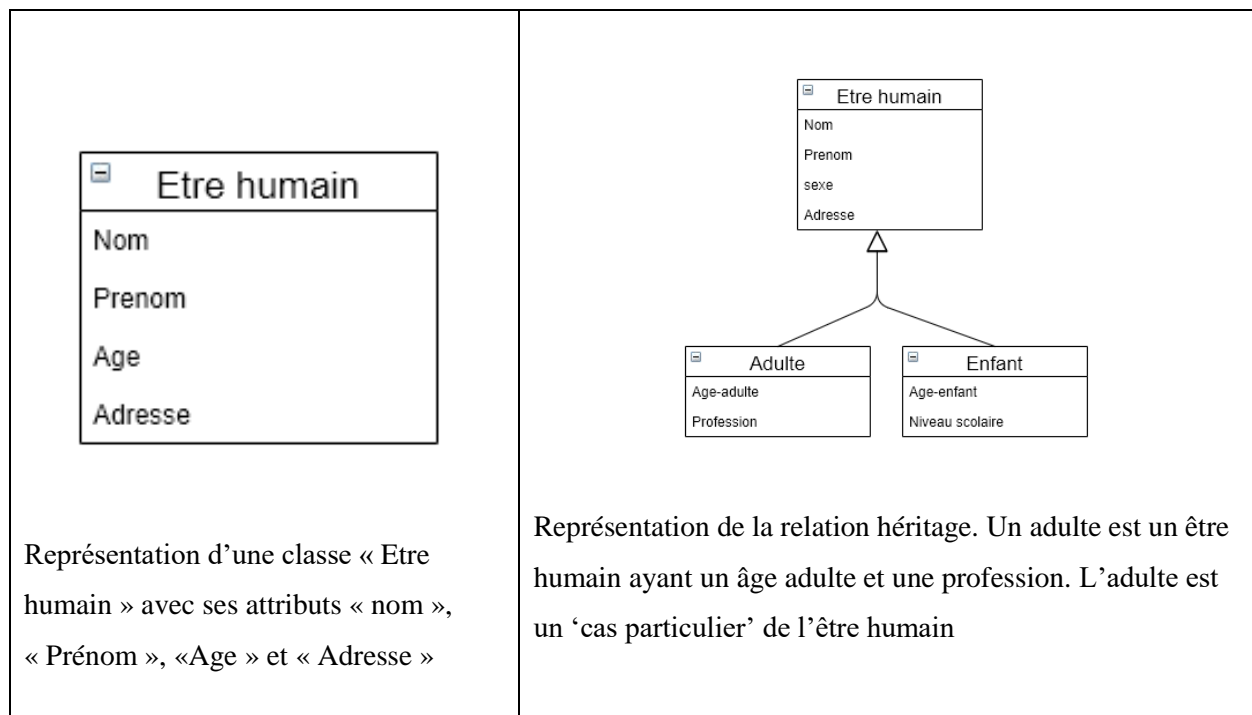 Etre humain
Nom
Prenom
Age
Adresse
Représentation d’une classe « Etre
humain » avec ses attributs « nom »,
« Prénom », «Age » et « Adresse »
Etre humain
Nom
Prenom
sexe
Adresse
Adulte
Age-adulte
Profession
Enfant
Age-enfant
Niveau scolaire
Représentation de la relation héritage. Un adulte est un être
humain ayant un âge adulte et une profession. L’adulte est
un ‘cas particulier’ de l’être humain